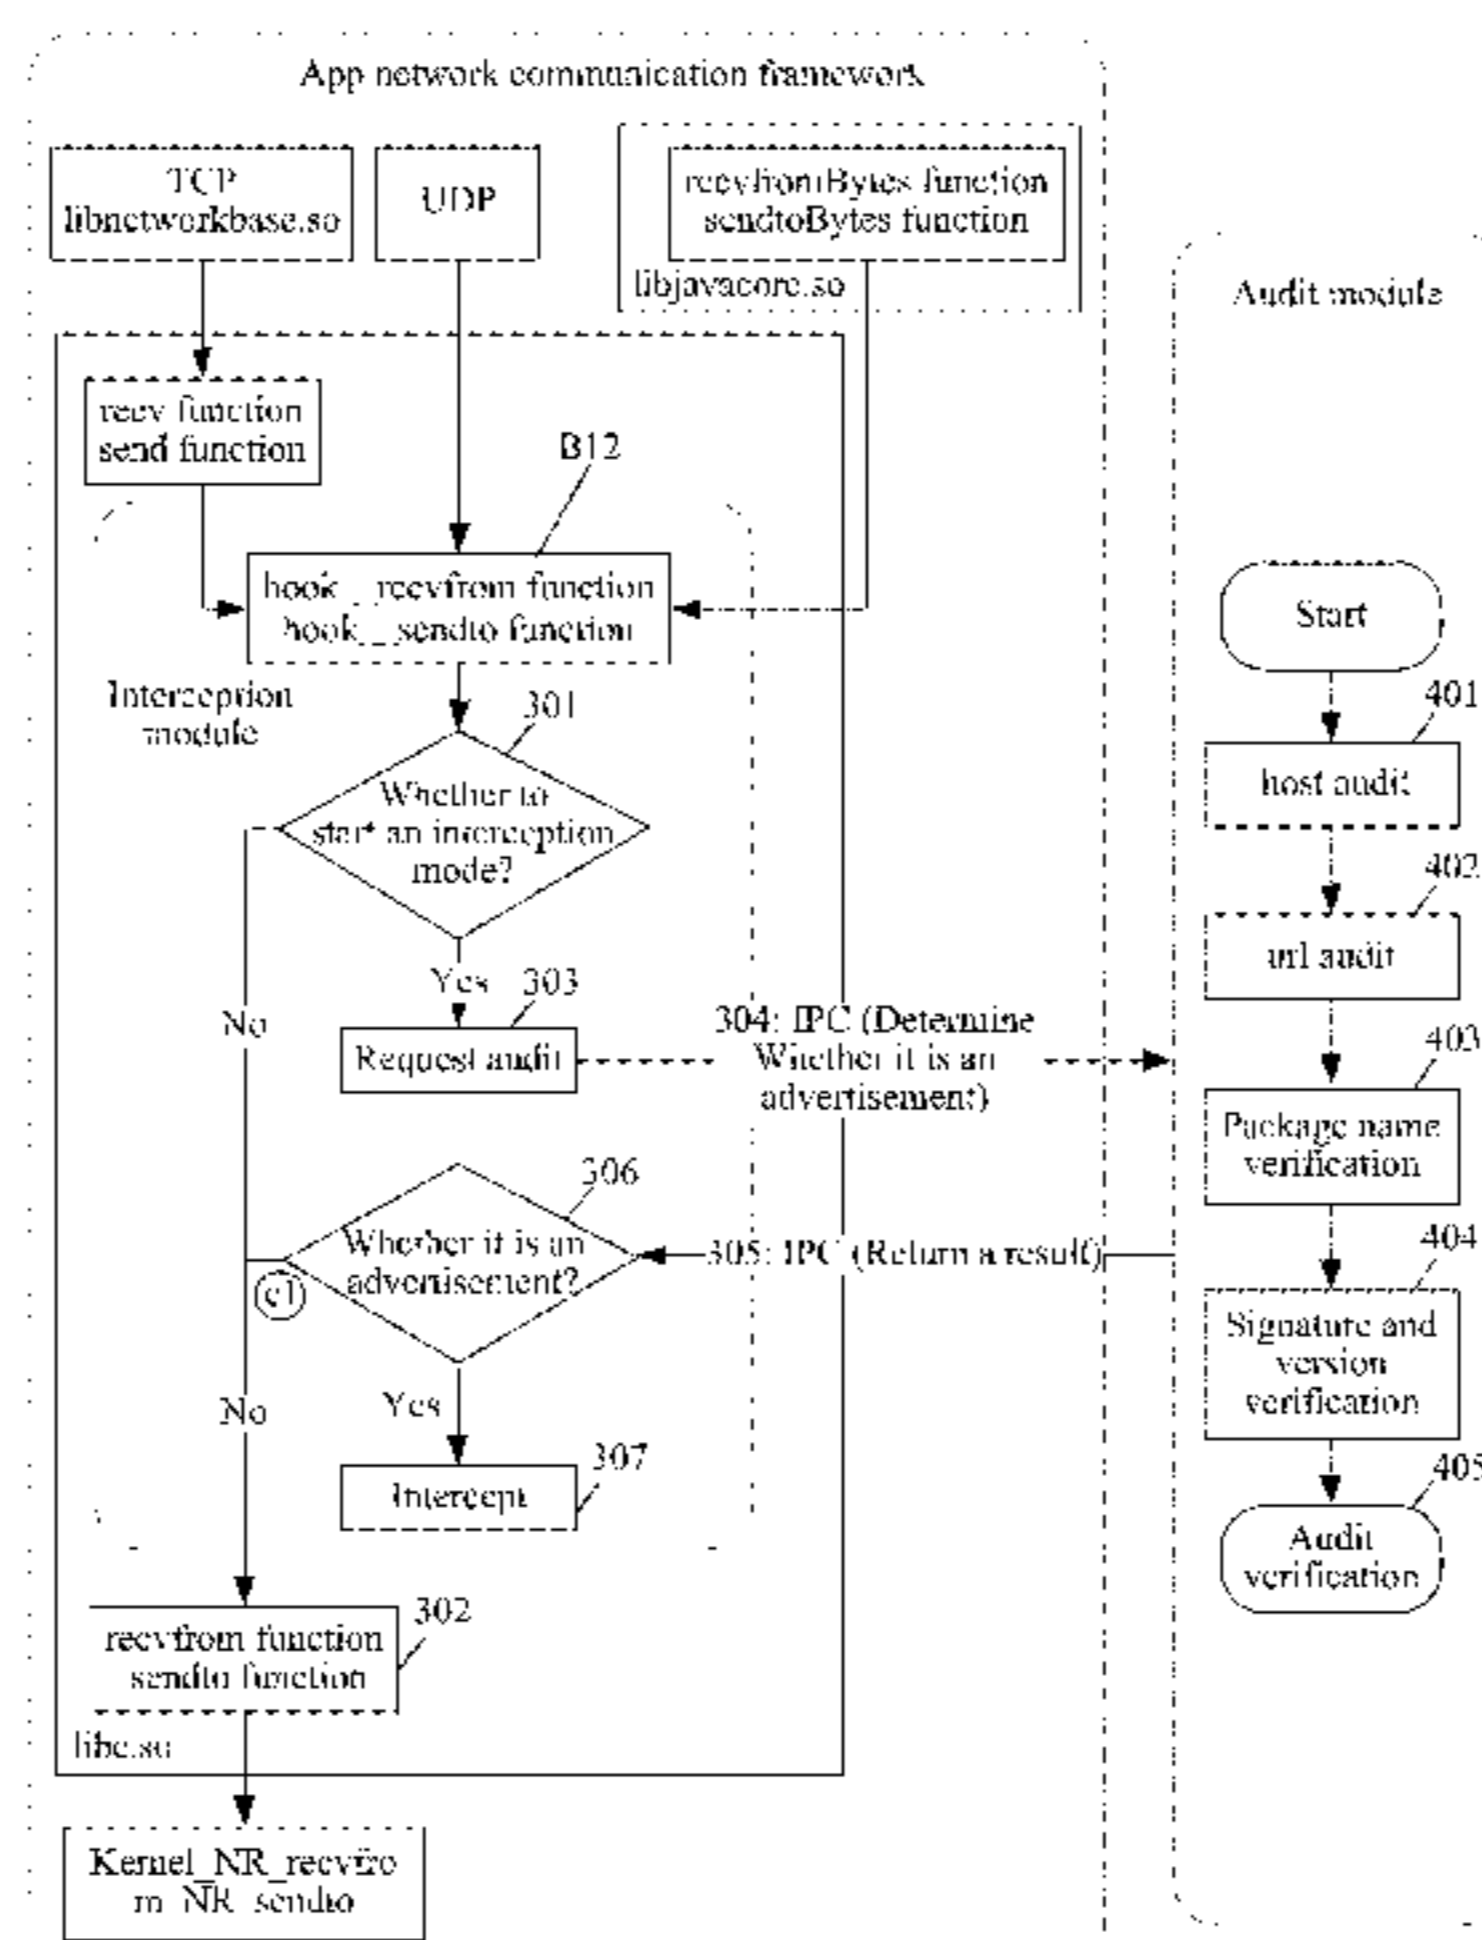 App network communication framework
TCP
libnetworkbase.so
UDP
recvfromBytes function
sendtoBytes function
libjavacore.so
Audit module
recv function
send function
B12
hook__recvfrom function
hook__sendto function
Interception
module
301
Whether to
start an interception
mode?
Yes
303
No
Request audit
304: IPC (Determine
Whether it is an
advertisement)
306
Whether it is an
advertisement?
305: IPC (Return a result)
c1
No
Yes
307
Intercept
302
recvfrom function
sendto function
libc.so
Kernel_NR_recvfro
m_NR_sendto
Start
401
host audit
402
url audit
403
Package name
verification
404
Signature and
version
verification
405
Audit
verification